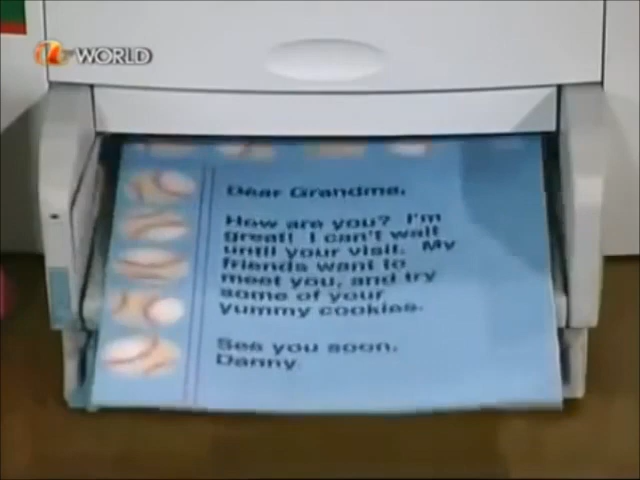 WORLD
Dear Grandma,
How are you? I'm
great! I can't wait
until your visit. My
friends want to
meet you, and try
some of your
yummy cookies.
See you soon,
Danny